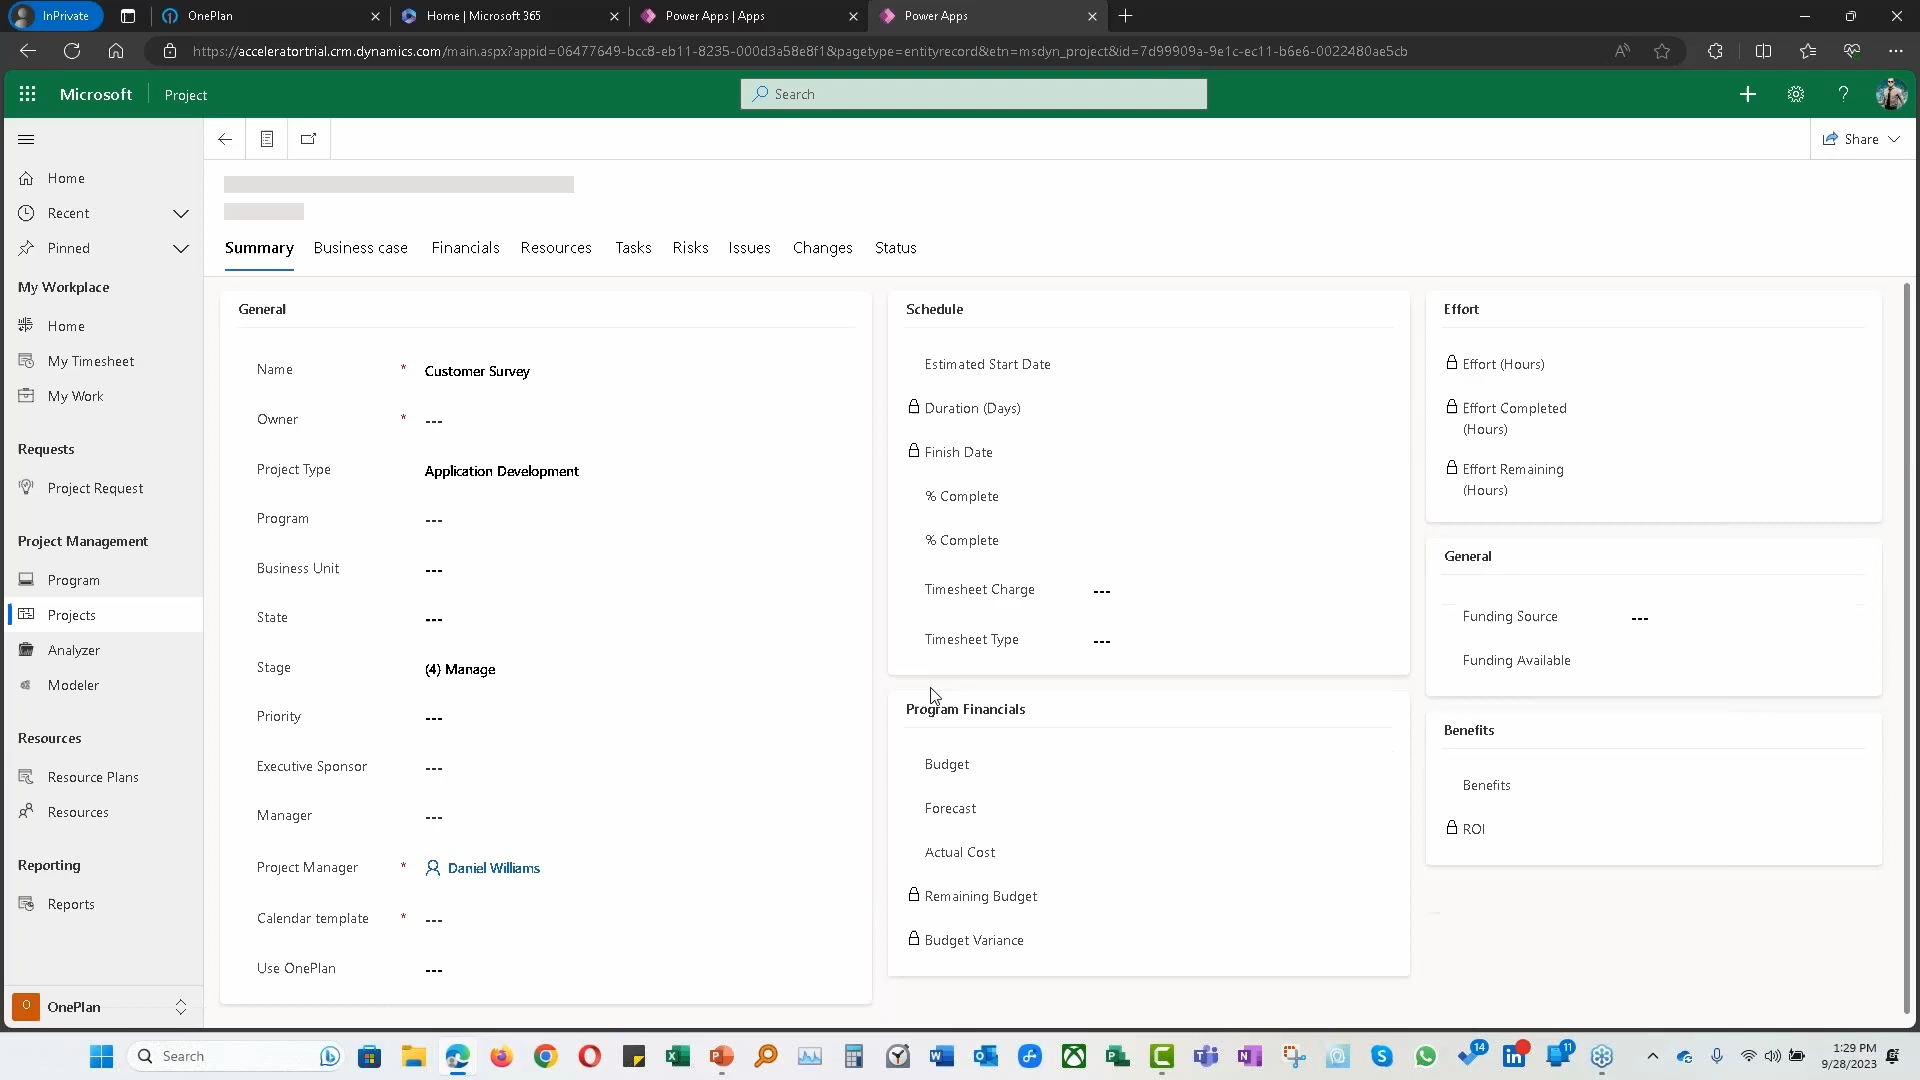 InPrivate
OnePlan
Home | Microsoft 365
Power Apps | Apps
Power Apps
https://acceleratortrial.crm.dynamics.com/main.aspx?appid=06477649-bcc8-eb11-8235-000d3a58e8f1&pagetype=entityrecord&etn=msdyn_project&id=7d99909a-9e1c-ec11-b6e6-0022480ae5cb
Microsoft
Project
Search
Share
Home
Recent
Pinned
My Workplace
Home
My Timesheet
My Work
Requests
Project Request
Project Management
Program
Projects
Analyzer
Modeler
Resources
Resource Plans
Resources
Reporting
Reports
O OnePlan
Summary Business case Financials Resources Tasks Risks Issues Changes Status
General
Name * Customer Survey
Owner * ---
Project Type Application Development
Program ---
Business Unit ---
State ---
Stage (4) Manage
Priority ---
Executive Sponsor ---
Manager ---
Project Manager * Daniel Williams
Calendar template * ---
Use OnePlan ---
Schedule
Estimated Start Date
Duration (Days)
Finish Date
% Complete
% Complete
Timesheet Charge ---
Timesheet Type ---
Program Financials
Budget
Forecast
Actual Cost
Remaining Budget
Budget Variance
Effort
Effort (Hours)
Effort Completed
(Hours)
Effort Remaining
(Hours)
General
Funding Source ---
Funding Available
Benefits
Benefits
ROI
Search
14
11
1:29 PM
9/28/2023